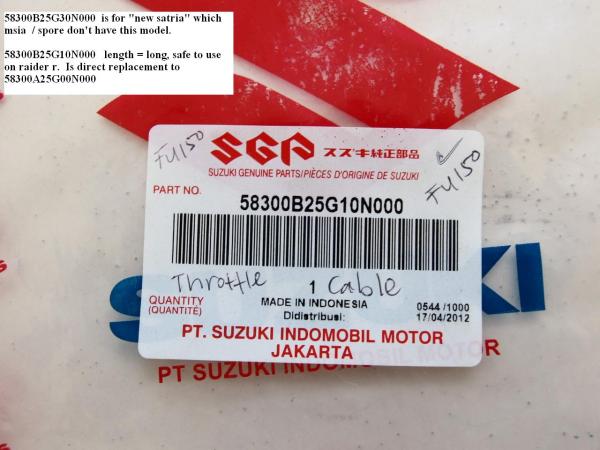 58300B25G30N000 is for "new satria" which
msia / spore don't have this model.
58300B25G10N000 length = long, safe to use
on raider r. Is direct replacement to
58300A25G00N000
FU150
SGP スズキ純正部品
FU150
SUZUKI GENUINE PARTS/PIÈCES D'ORIGINE DE SUZUKI
PART NO.
58300B25G10N000
Throttle 1 Cable
QUANTITY
(QUANTITÉ)
MADE IN INDONESIA
Didistribusi:
0544 /1000
17/04/2012
PT. SUZUKI INDOMOBIL MOTOR
JAKARTA
SUZUKI
PT SUZUKI INDOMOBIL MOTOR